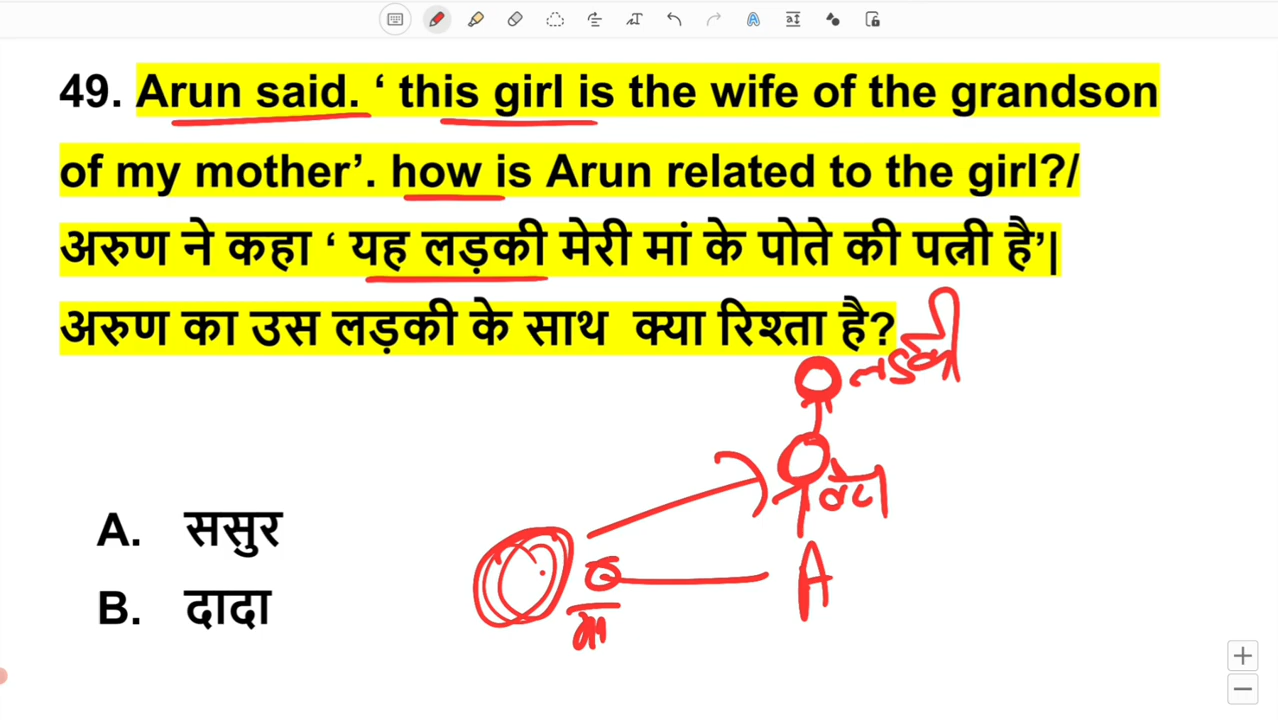 49. Arun said. ‘ this girl is the wife of the grandson
of my mother’. how is Arun related to the girl?/
अरुण ने कहा ‘ यह लड़की मेरी मां के पोते की पत्नी है’|
अरुण का उस लड़की के साथ क्या रिश्ता है?
लडकी
बेटा
A. ससुर
A
B. दादा